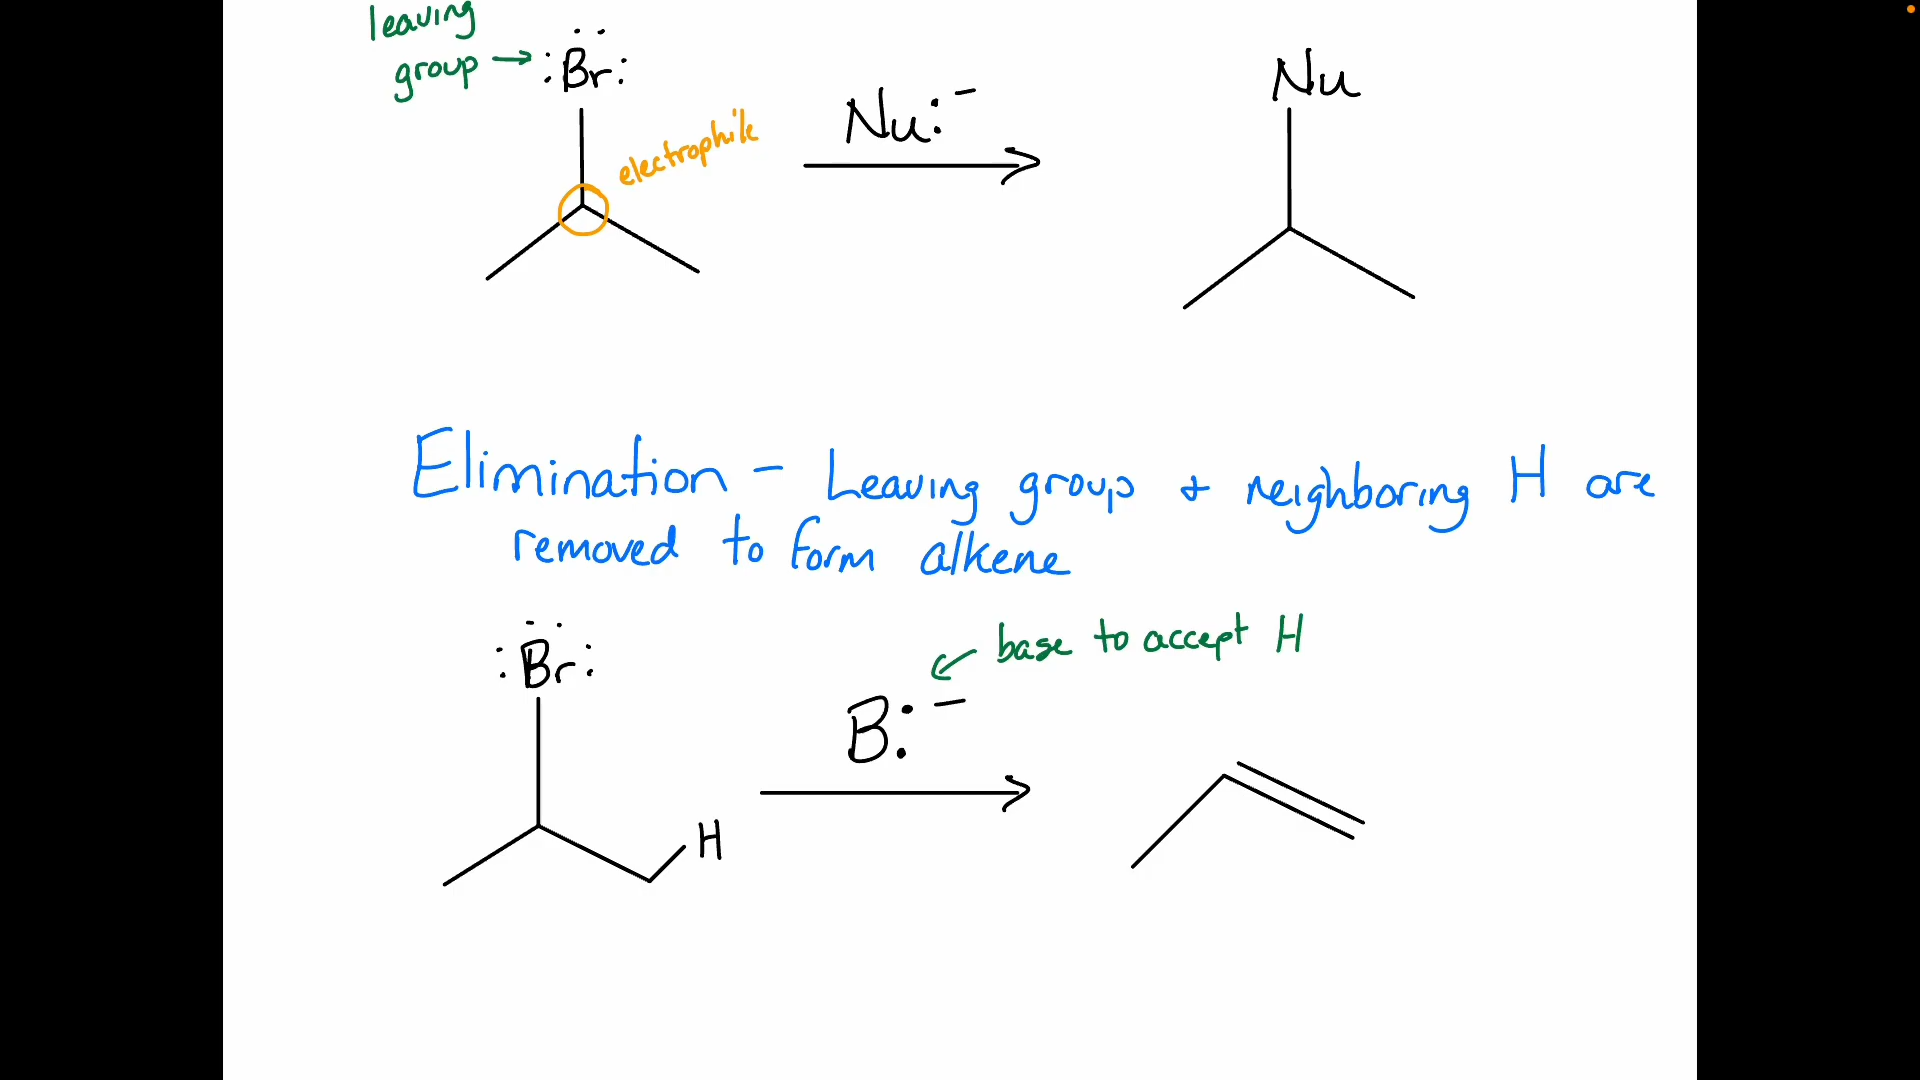 leaving
group → :Br:
electrophile
Nu:⁻
Nu
Elimination - Leaving group + neighboring H are
removed to form alkene
:Br:
base to accept H
B:⁻
H